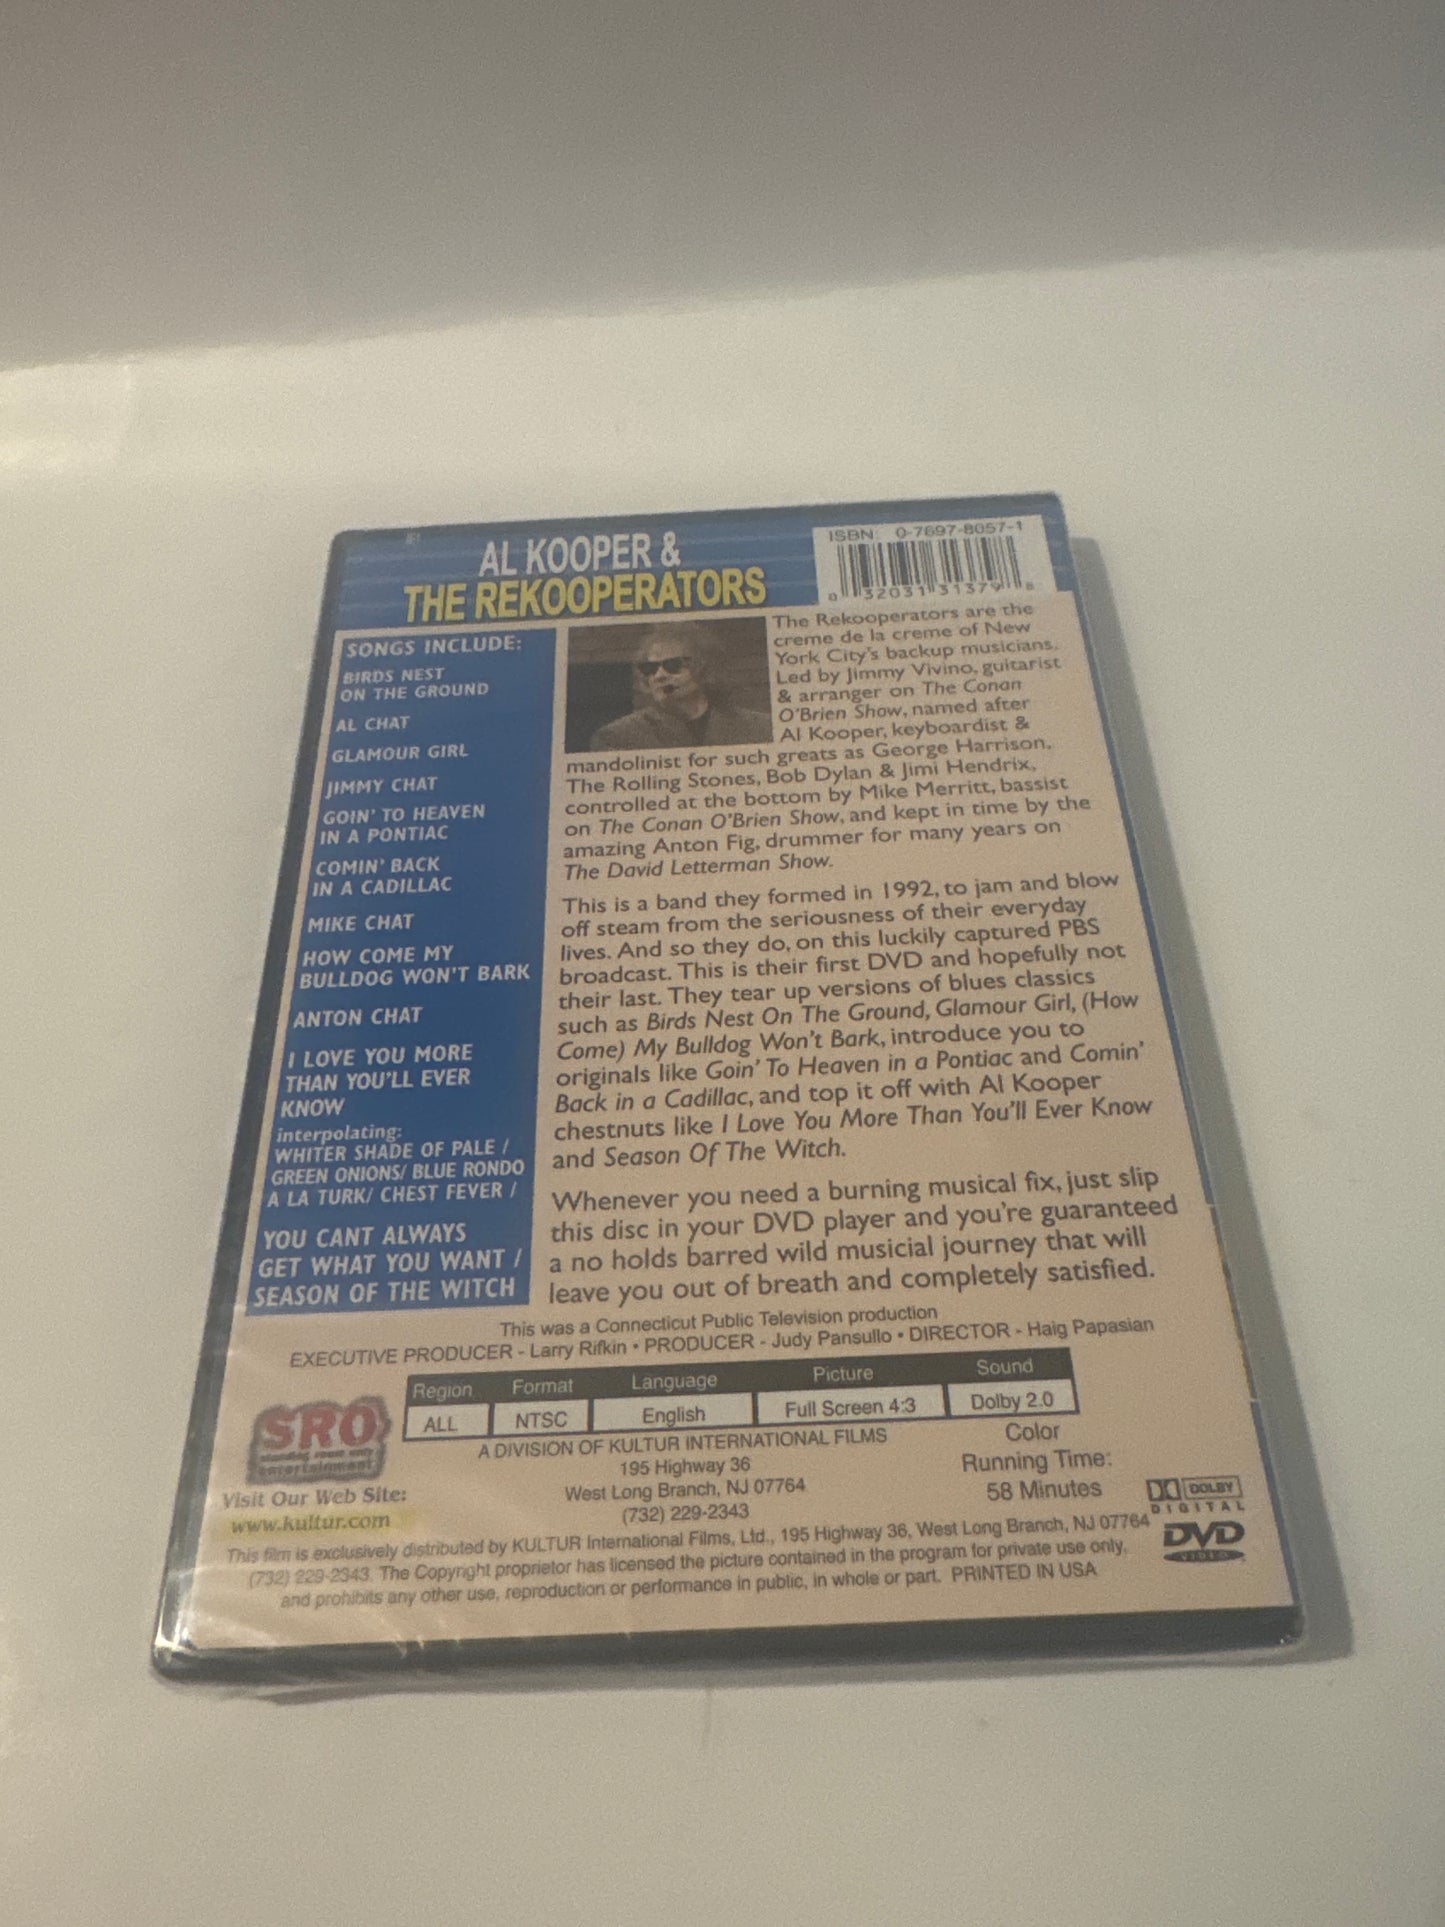 AL KOOPER &
THE REKOOPERATORS
ISBN 0-7697-8057-1
0 32031 31379 8
SONGS INCLUDE:
BIRDS NEST
ON THE GROUND
AL CHAT
GLAMOUR GIRL
JIMMY CHAT
GOIN' TO HEAVEN
IN A PONTIAC
COMIN' BACK
IN A CADILLAC
MIKE CHAT
HOW COME MY
BULLDOG WON'T BARK
ANTON CHAT
I LOVE YOU MORE
THAN YOU'LL EVER
KNOW
interpolating:
WHITER SHADE OF PALE /
GREEN ONIONS/ BLUE RONDO
A LA TURK/ CHEST FEVER /
YOU CANT ALWAYS
GET WHAT YOU WANT /
SEASON OF THE WITCH
The Rekooperators are the
creme de la creme of New
York City's backup musicians.
Led by Jimmy Vivino, guitarist
& arranger on The Conan
O'Brien Show, named after
Al Kooper, keyboardist &
mandolinist for such greats as George Harrison,
The Rolling Stones, Bob Dylan & Jimi Hendrix,
controlled at the bottom by Mike Merritt, bassist
on The Conan O'Brien Show, and kept in time by the
amazing Anton Fig, drummer for many years on
The David Letterman Show.
This is a band they formed in 1992, to jam and blow
off steam from the seriousness of their everyday
lives. And so they do, on this luckily captured PBS
broadcast. This is their first DVD and hopefully not
their last. They tear up versions of blues classics
such as Birds Nest On The Ground, Glamour Girl, (How
Come) My Bulldog Won't Bark, introduce you to
originals like Goin' To Heaven in a Pontiac and Comin'
Back in a Cadillac, and top it off with Al Kooper
chestnuts like I Love You More Than You'll Ever Know
and Season Of The Witch.
Whenever you need a burning musical fix, just slip
this disc in your DVD player and you're guaranteed
a no holds barred wild musicial journey that will
leave you out of breath and completely satisfied.
This was a Connecticut Public Television production
EXECUTIVE PRODUCER - Larry Rifkin • PRODUCER - Judy Pansullo • DIRECTOR - Haig Papasian
Region Format Language Picture Sound
ALL NTSC English Full Screen 4:3 Dolby 2.0
SRO
standing room only
entertainment
A DIVISION OF KULTUR INTERNATIONAL FILMS
195 Highway 36
West Long Branch, NJ 07764
(732) 229-2343
Color
Running Time:
58 Minutes
Visit Our Web Site:
www.kultur.com
DOLBY
DIGITAL
DVD
VIDEO
This film is exclusively distributed by KULTUR International Films, Ltd., 195 Highway 36, West Long Branch, NJ 07764
(732) 229-2343. The Copyright proprietor has licensed the picture contained in the program for private use only,
and prohibits any other use, reproduction or performance in public, in whole or part. PRINTED IN USA